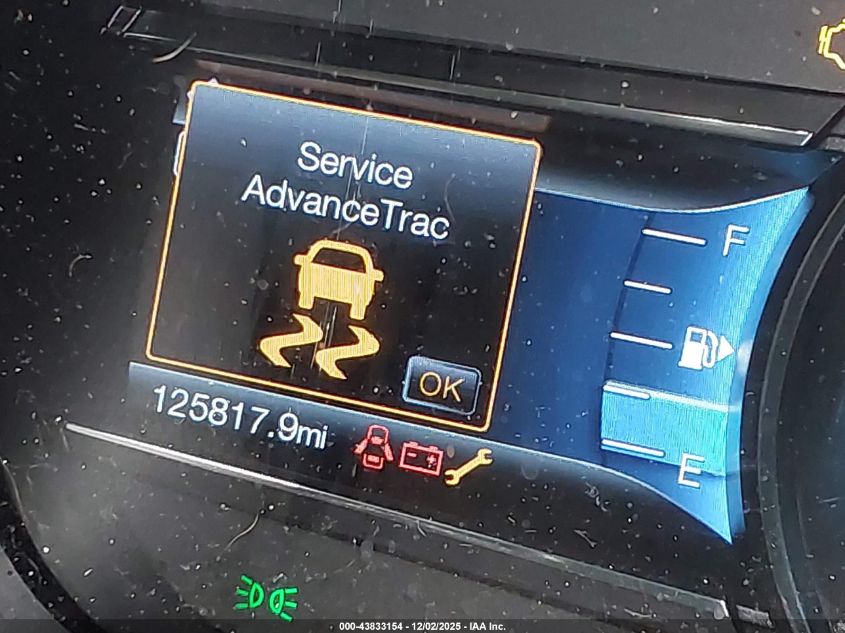 Service
AdvanceTrac
OK
F
E
125817.9mi
000-43833154 - 12/02/2025 - IAA Inc.